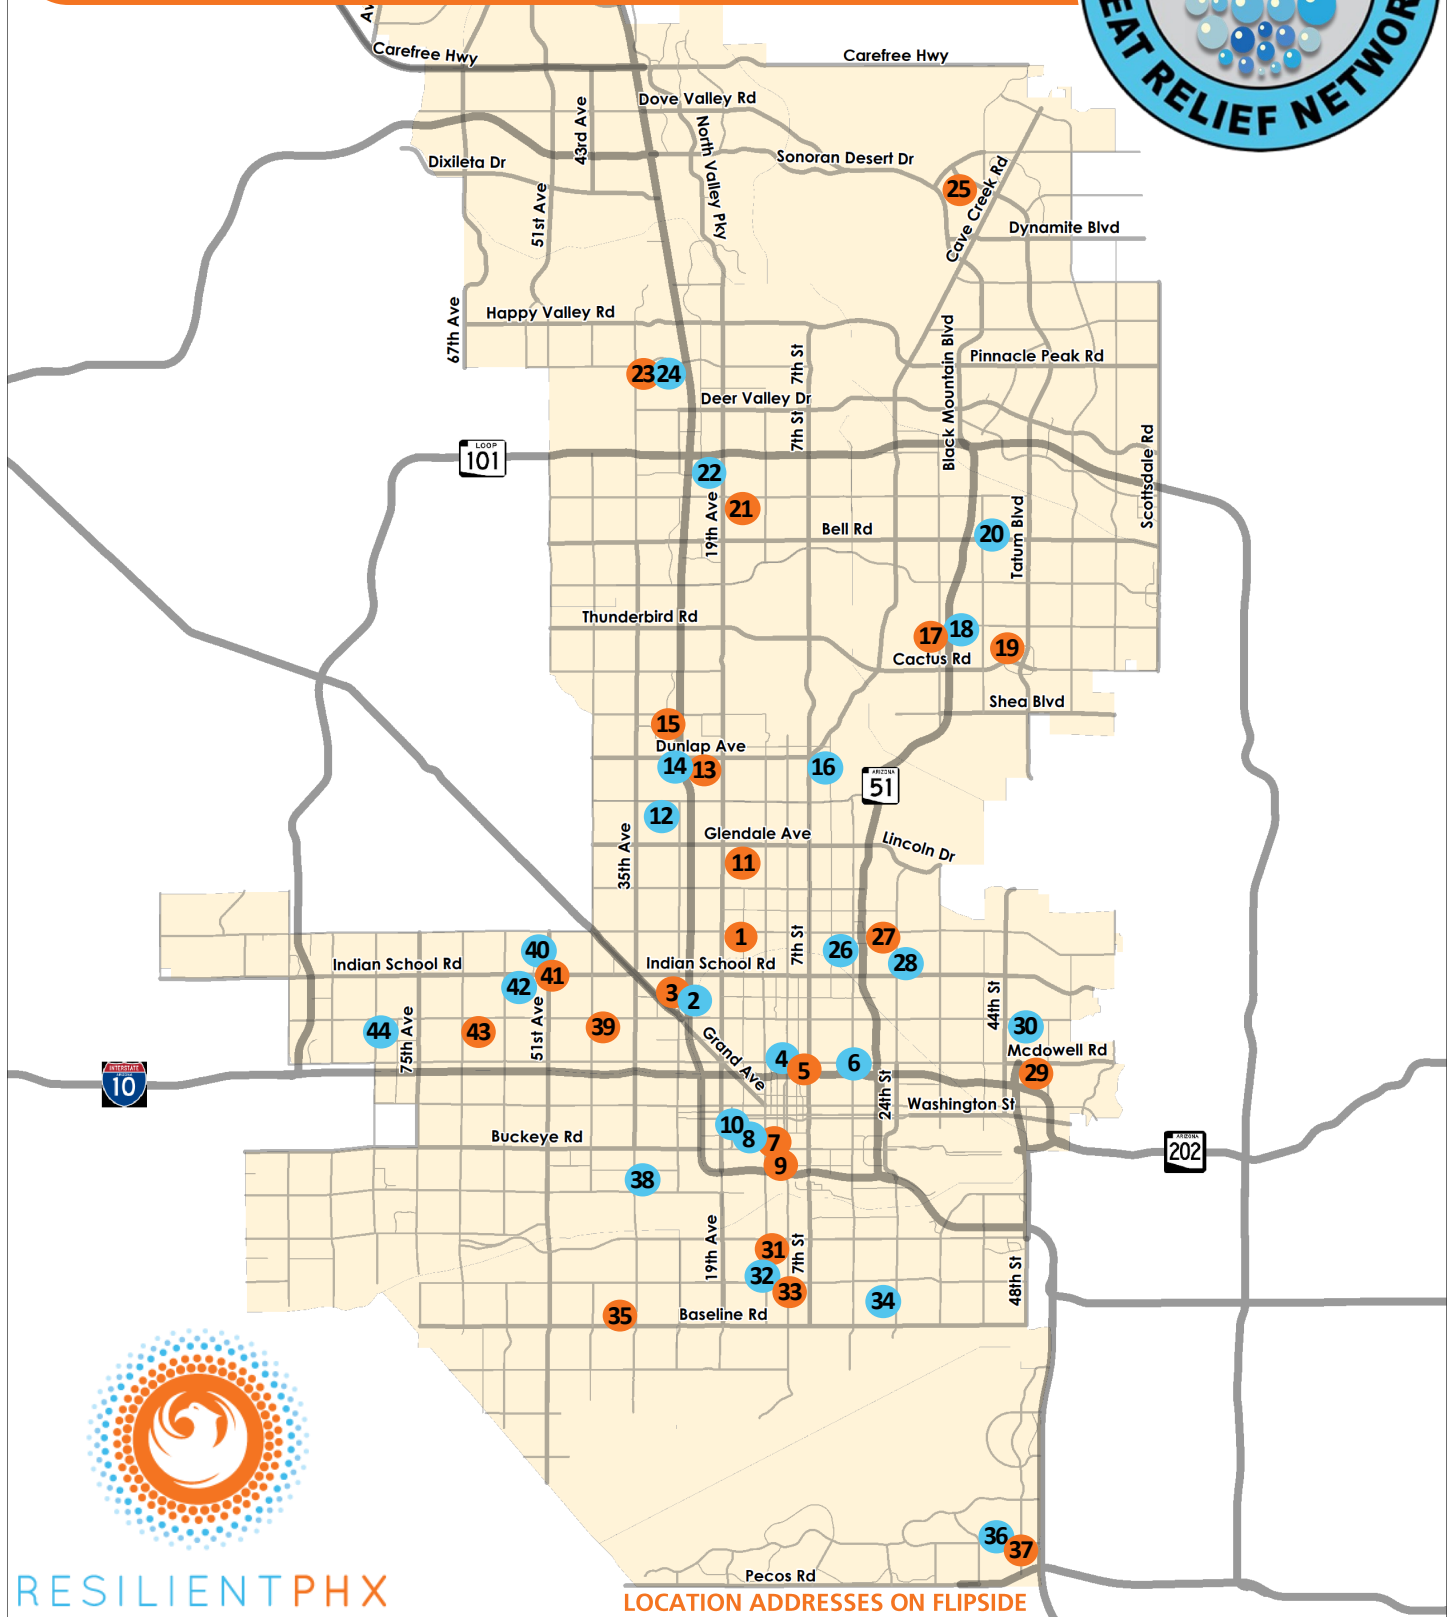 EAT RELIEF NETWOR
Carefree Hwy
Carefree Hwy
Dove Valley Rd
43rd Ave
North Valley Pky
Dixileta Dr
Sonoran Desert Dr
25
Cave Creek Rd
51st Ave
Dynamite Blvd
67th Ave
Happy Valley Rd
Black Mountain Blvd
7th St
Pinnacle Peak Rd
23
24
Deer Valley Dr
7th St
LOOP
101
Scottsdale Rd
22
21
19th Ave
Bell Rd
20
Tatum Blvd
Thunderbird Rd
17
18
19
Cactus Rd
Shea Blvd
15
Dunlap Ave
14
13
16
ARIZONA
51
12
35th Ave
Glendale Ave
Lincoln Dr
11
1
7th St
26
27
28
40
Indian School Rd
Indian School Rd
41
42
3
2
44th St
44
75th Ave
43
51st Ave
39
30
Grand Ave
Mcdowell Rd
4
5
6
29
INTERSTATE
10
24th St
Washington St
10
8
7
9
Buckeye Rd
ARIZONA
202
38
19th Ave
31
7th St
32
33
34
48th St
35
Baseline Rd
36
37
Pecos Rd
RESILIENTPHX
LOCATION ADDRESSES ON FLIPSIDE